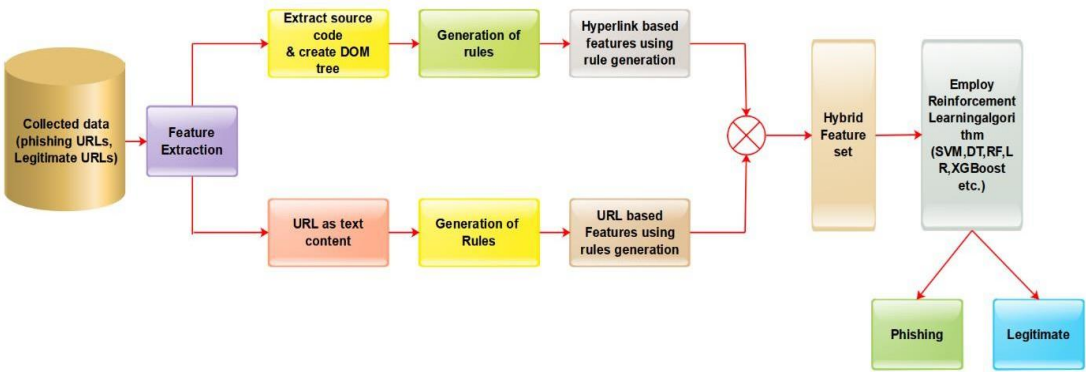 Collected data
(phishing URLs,
Legitimate URLs)
Feature
Extraction
Extract source
code
& create DOM
tree
Generation of
rules
Hyperlink based
features using
rule generation
URL as text
content
Generation of
Rules
URL based
Features using
rules generation
Hybrid
Feature
set
Employ
Reinforcement
Learningalgorithm
(SVM,DT,RF,L
R,XGBoost
etc.)
Phishing
Legitimate